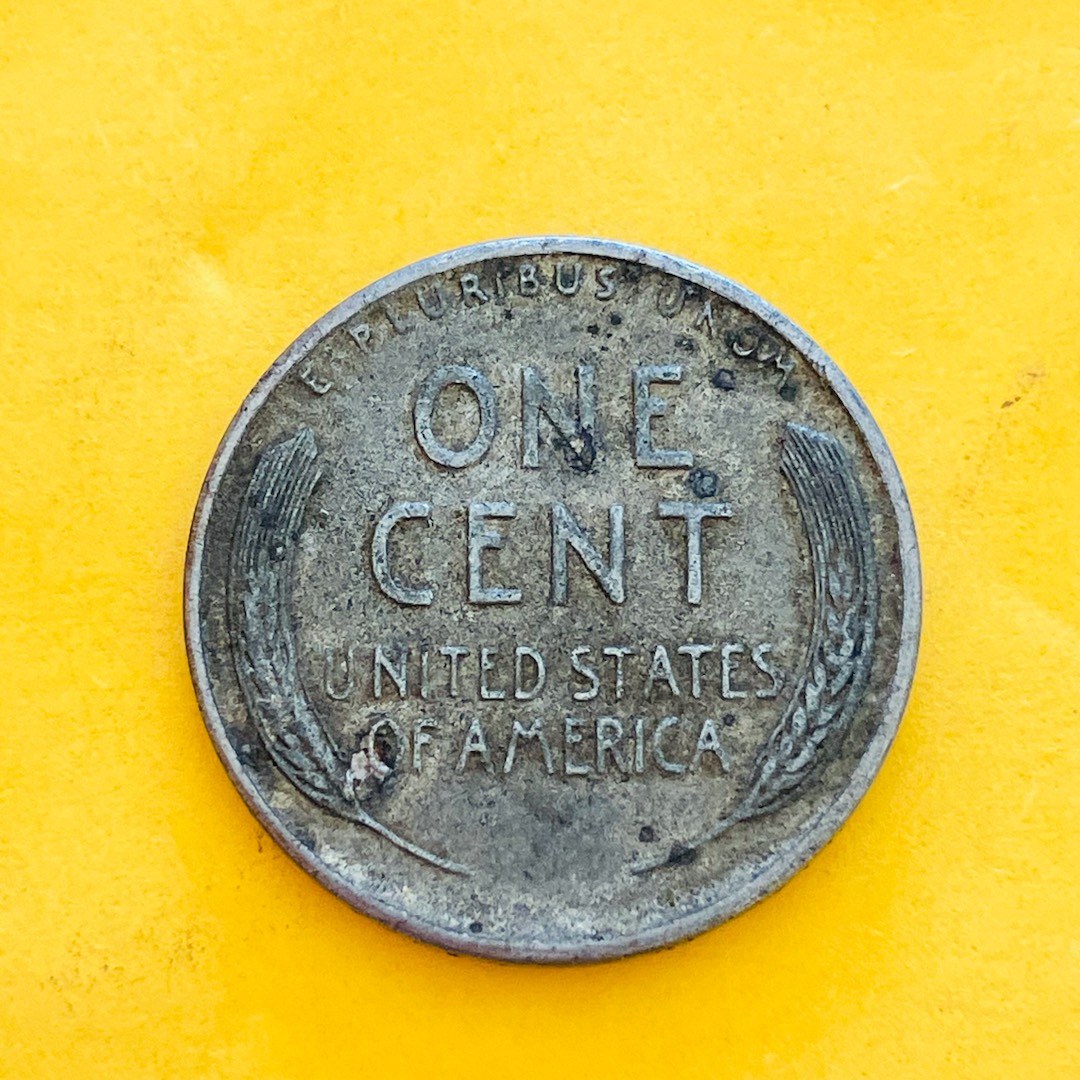 E PLURIBUS UNUM
ONE
CENT
UNITED STATES
OF AMERICA